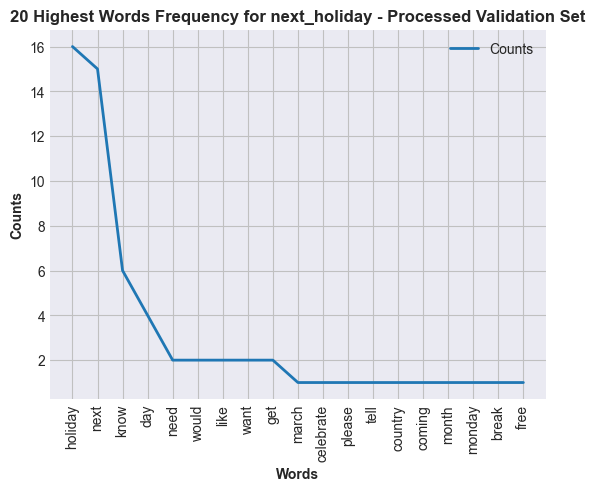 20 Highest Words Frequency for next_holiday - Processed Validation Set
Counts
16
14
12
10
8
6
4
2
Counts
holiday
next
know
day
need
would
like
want
get
march
celebrate
please
tell
country
coming
month
monday
break
free
Words